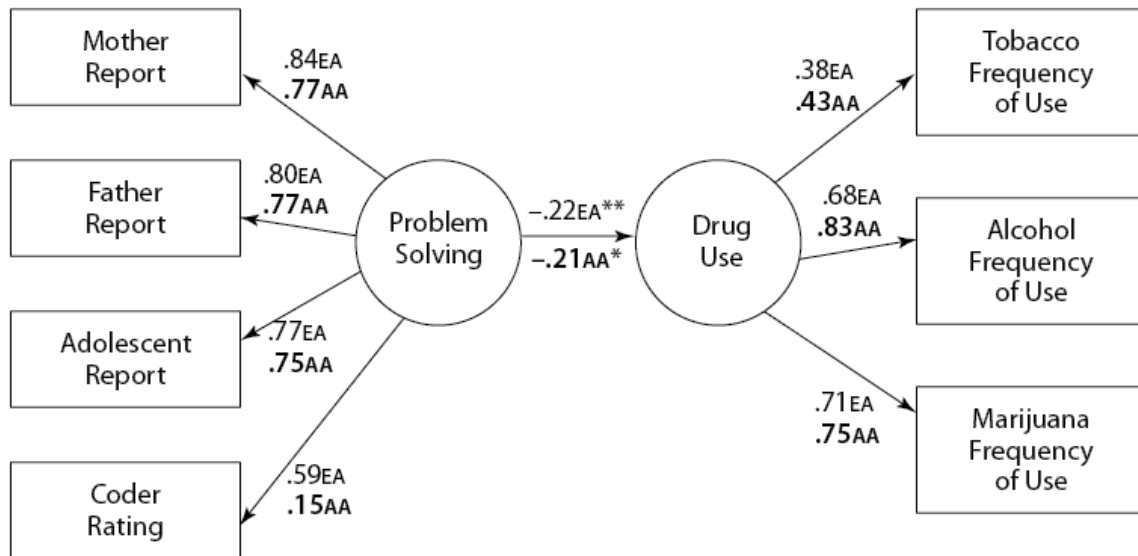 Mother
Report
.84EA
.77AA
Father
Report
.80EA
.77AA
Adolescent
Report
.77EA
.75AA
Coder
Rating
.59EA
.15AA
Problem
Solving
–.22EA**
–.21AA*
Drug
Use
.38EA
.43AA
Tobacco
Frequency
of Use
.68EA
.83AA
Alcohol
Frequency
of Use
.71EA
.75AA
Marijuana
Frequency
of Use